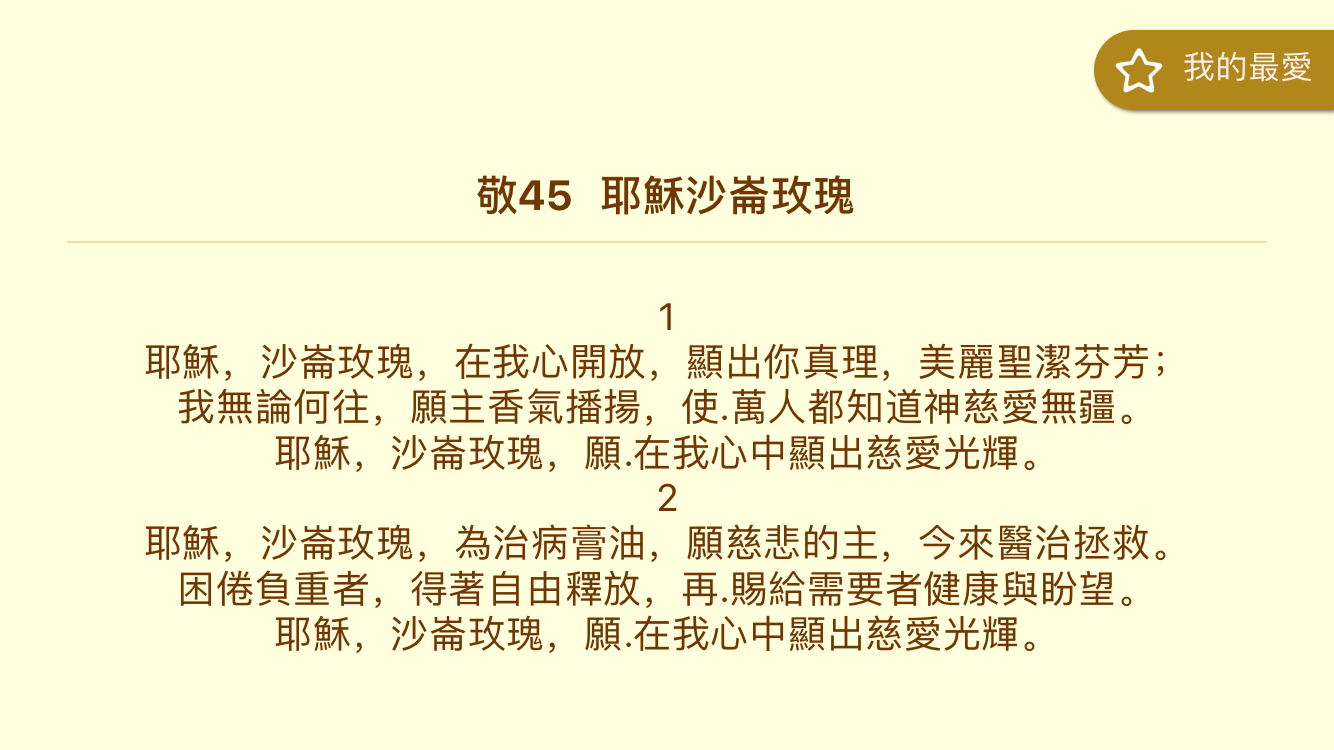 我的最愛
敬45 耶穌沙崙玫瑰
1
耶穌，沙崙玫瑰，在我心開放，顯出你真理，美麗聖潔芬芳；
我無論何往，願主香氣播揚，使.萬人都知道神慈愛無疆。
耶穌，沙崙玫瑰，願.在我心中顯出慈愛光輝。
2
耶穌，沙崙玫瑰，為治病膏油，願慈悲的主，今來醫治拯救。
困倦負重者，得著自由釋放，再.賜給需要者健康與盼望。
耶穌，沙崙玫瑰，願.在我心中顯出慈愛光輝。